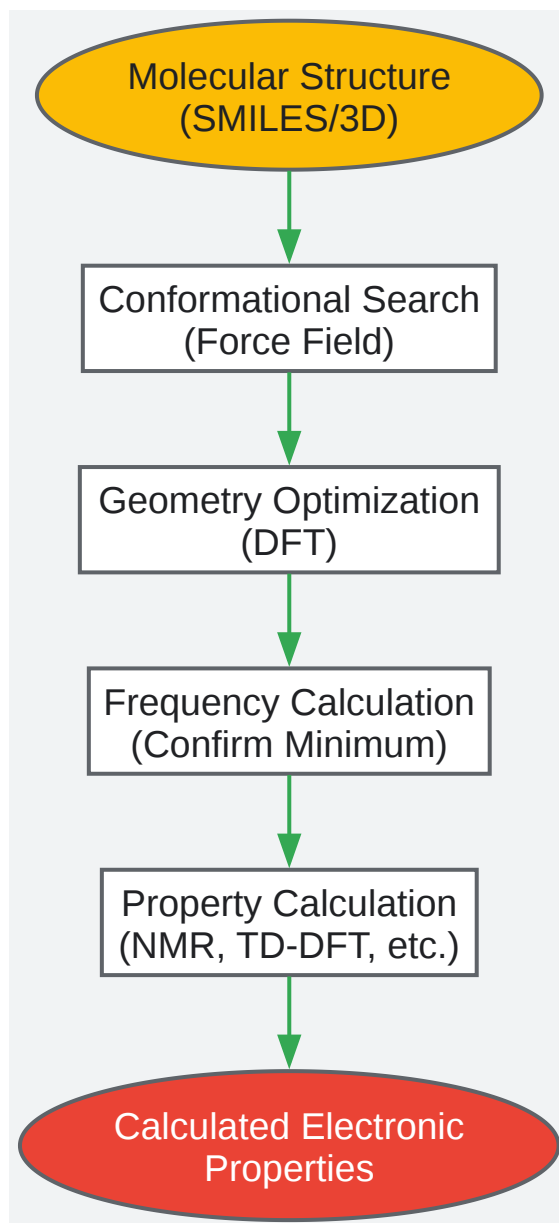 Molecular Structure
(SMILES/3D)
Conformational Search
(Force Field)
Geometry Optimization
(DFT)
Frequency Calculation
(Confirm Minimum)
Property Calculation
(NMR, TD-DFT, etc.)
Calculated Electronic
Properties